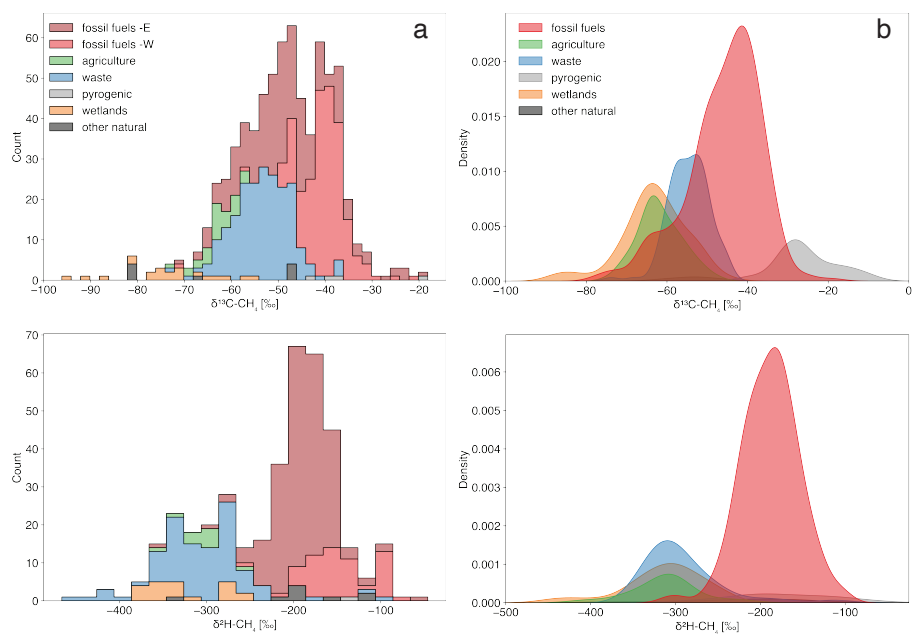 a
fossil fuels -E
fossil fuels -W
agriculture
waste
pyrogenic
wetlands
other natural
Count
60
50
40
30
20
10
0
−100 −90 −80 −70 −60 −50 −40 −30 −20
δ¹³C-CH₄ [‰]
b
fossil fuels
agriculture
waste
pyrogenic
wetlands
other natural
Density
0.020
0.015
0.010
0.005
0.000
−100 −80 −60 −40 −20 0
δ¹³C-CH₄ [‰]
Count
70
60
50
40
30
20
10
0
−400 −300 −200 −100
δ²H-CH₄ [‰]
Density
0.006
0.005
0.004
0.003
0.002
0.001
0.000
−500 −400 −300 −200 −100
δ²H-CH₄ [‰]